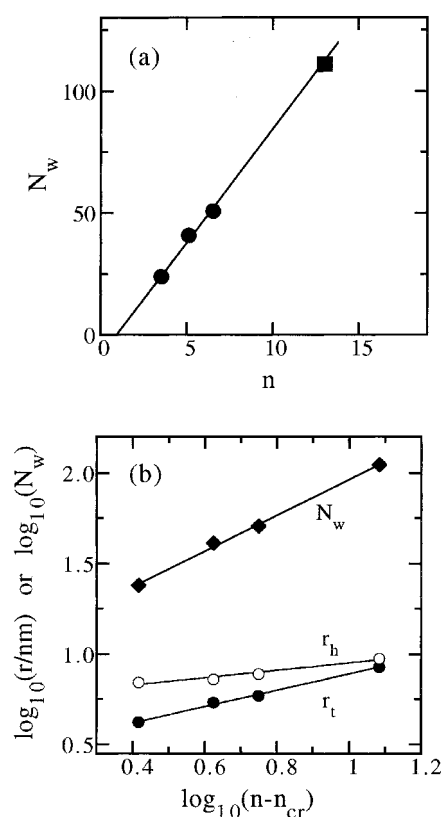 (a)
100
50
0
N_w
0 5 10 15
n
(b)
2.0
1.5
1.0
0.5
log₁₀(r/nm) or log₁₀(N_w)
N_w
r_h
r_t
0.4 0.6 0.8 1 1.2
log₁₀(n-n_cr)